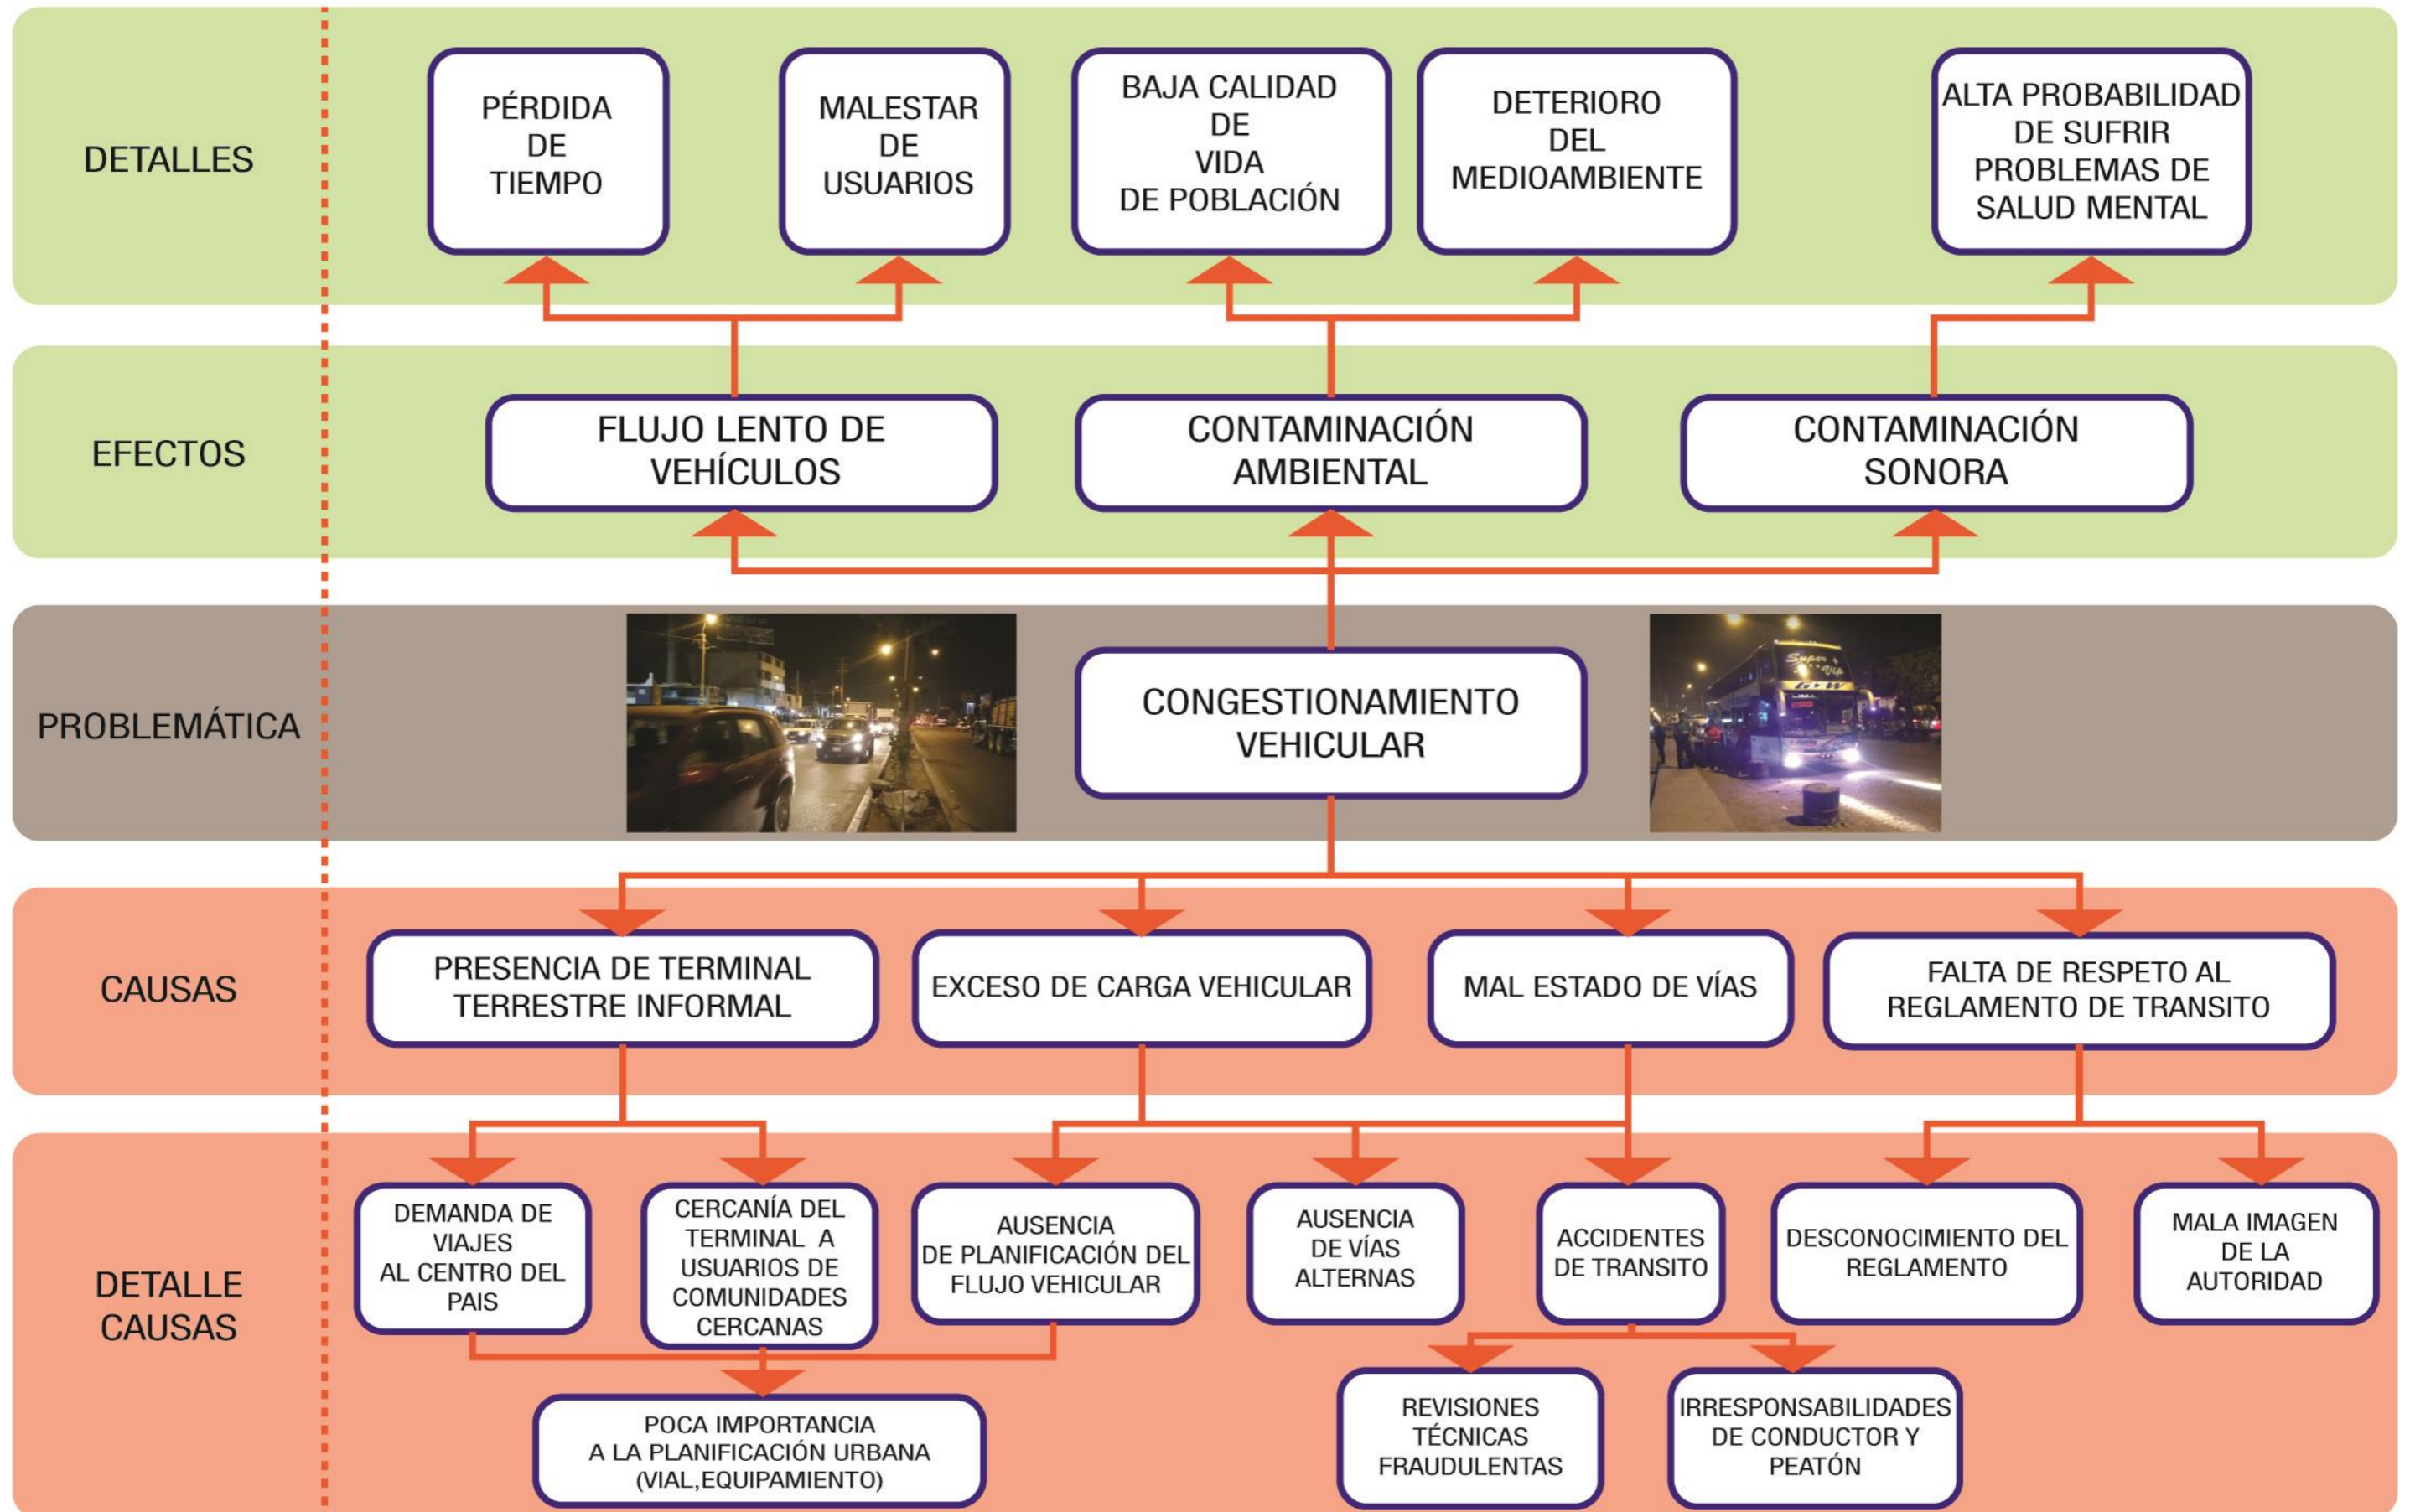 DETALLES
PÉRDIDA
DE
TIEMPO
MALESTAR
DE
USUARIOS
BAJA CALIDAD
DE
VIDA
DE POBLACIÓN
DETERIORO
DEL
MEDIOAMBIENTE
ALTA PROBABILIDAD
DE SUFRIR
PROBLEMAS DE
SALUD MENTAL
EFECTOS
FLUJO LENTO DE
VEHÍCULOS
CONTAMINACIÓN
AMBIENTAL
CONTAMINACIÓN
SONORA
PROBLEMÁTICA
CONGESTIONAMIENTO
VEHICULAR
Super
G·W
CAUSAS
PRESENCIA DE TERMINAL
TERRESTRE INFORMAL
EXCESO DE CARGA VEHICULAR
MAL ESTADO DE VÍAS
FALTA DE RESPETO AL
REGLAMENTO DE TRANSITO
DETALLE
CAUSAS
DEMANDA DE
VIAJES
AL CENTRO DEL
PAIS
CERCANÍA DEL
TERMINAL A
USUARIOS DE
COMUNIDADES
CERCANAS
AUSENCIA
DE PLANIFICACIÓN DEL
FLUJO VEHICULAR
AUSENCIA
DE VÍAS
ALTERNAS
ACCIDENTES
DE TRANSITO
DESCONOCIMIENTO DEL
REGLAMENTO
MALA IMAGEN
DE LA
AUTORIDAD
POCA IMPORTANCIA
A LA PLANIFICACIÓN URBANA
(VIAL,EQUIPAMIENTO)
REVISIONES
TÉCNICAS
FRAUDULENTAS
IRRESPONSABILIDADES
DE CONDUCTOR Y
PEATÓN